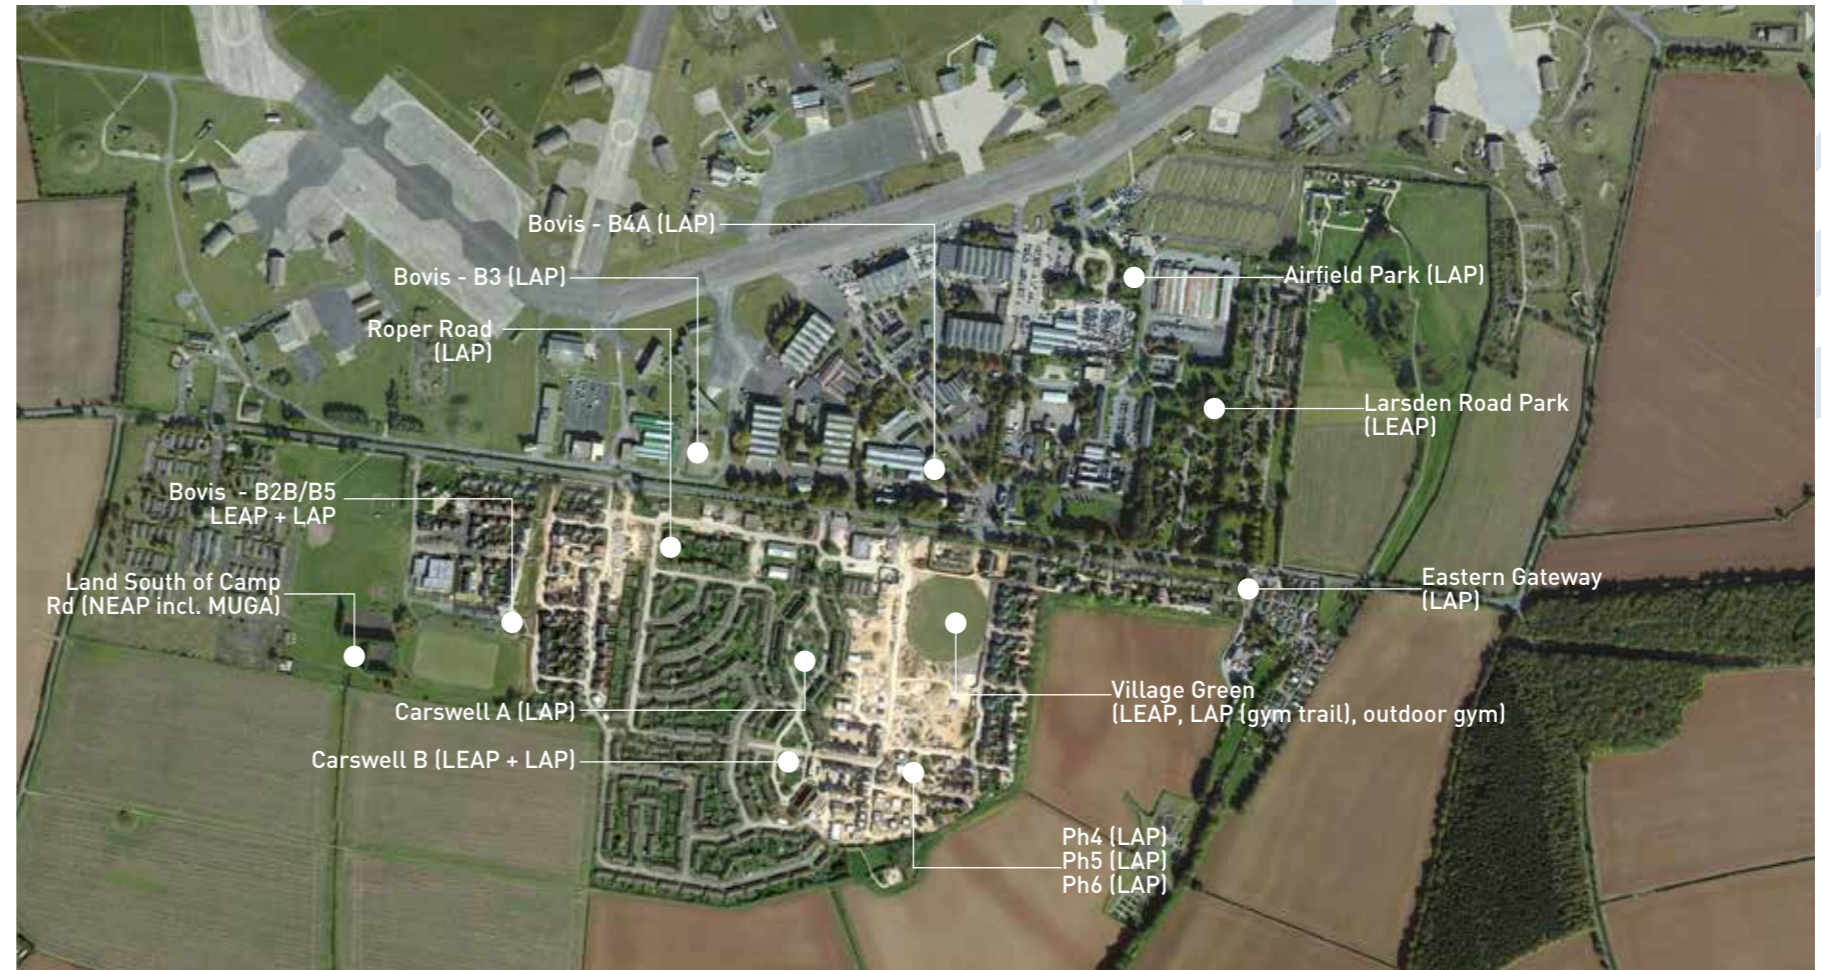 Bovis - B4A (LAP)
Bovis - B3 (LAP)
Airfield Park (LAP)
Roper Road
(LAP)
Larsden Road Park
(LEAP)
Bovis - B2B/B5
LEAP + LAP
Land South of Camp
Rd (NEAP incl. MUGA)
Eastern Gateway
(LAP)
Village Green
(LEAP, LAP (gym trail), outdoor gym)
Carswell A (LAP)
Carswell B (LEAP + LAP)
Ph4 (LAP)
Ph5 (LAP)
Ph6 (LAP)